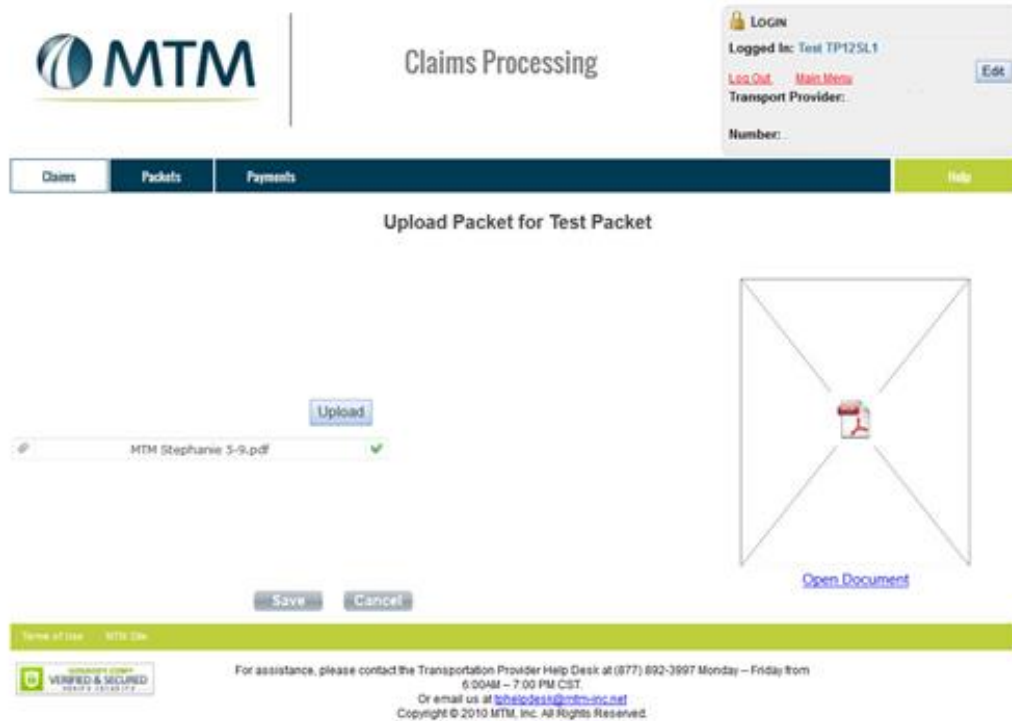 MTM
Claims Processing
LOGIN
Logged In: Test TP12SL1
Log Out Main Menu
Edit
Transport Provider:
Number:
Claims Packets Payments Help
Upload Packet for Test Packet
Upload
MTM Stephanie 3-9.pdf
Open Document
Save Cancel
Terms of Use MTM Site
VERIFIED & SECURED
VERIFY SECURITY
For assistance, please contact the Transportation Provider Help Desk at (877) 892-3997 Monday – Friday from
6:00AM – 7:00 PM CST.
Or email us at tphelpdesk@mtm-inc.net
Copyright © 2010 MTM, Inc. All Rights Reserved.